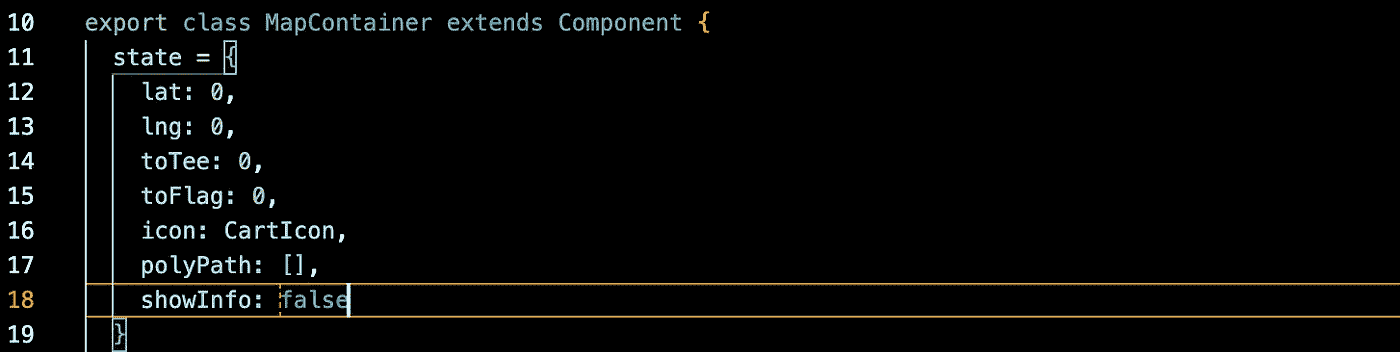 10 export class MapContainer extends Component {
11 state = {
12 lat: 0,
13 lng: 0,
14 toTee: 0,
15 toFlag: 0,
16 icon: CartIcon,
17 polyPath: [],
18 showInfo: false
19 }